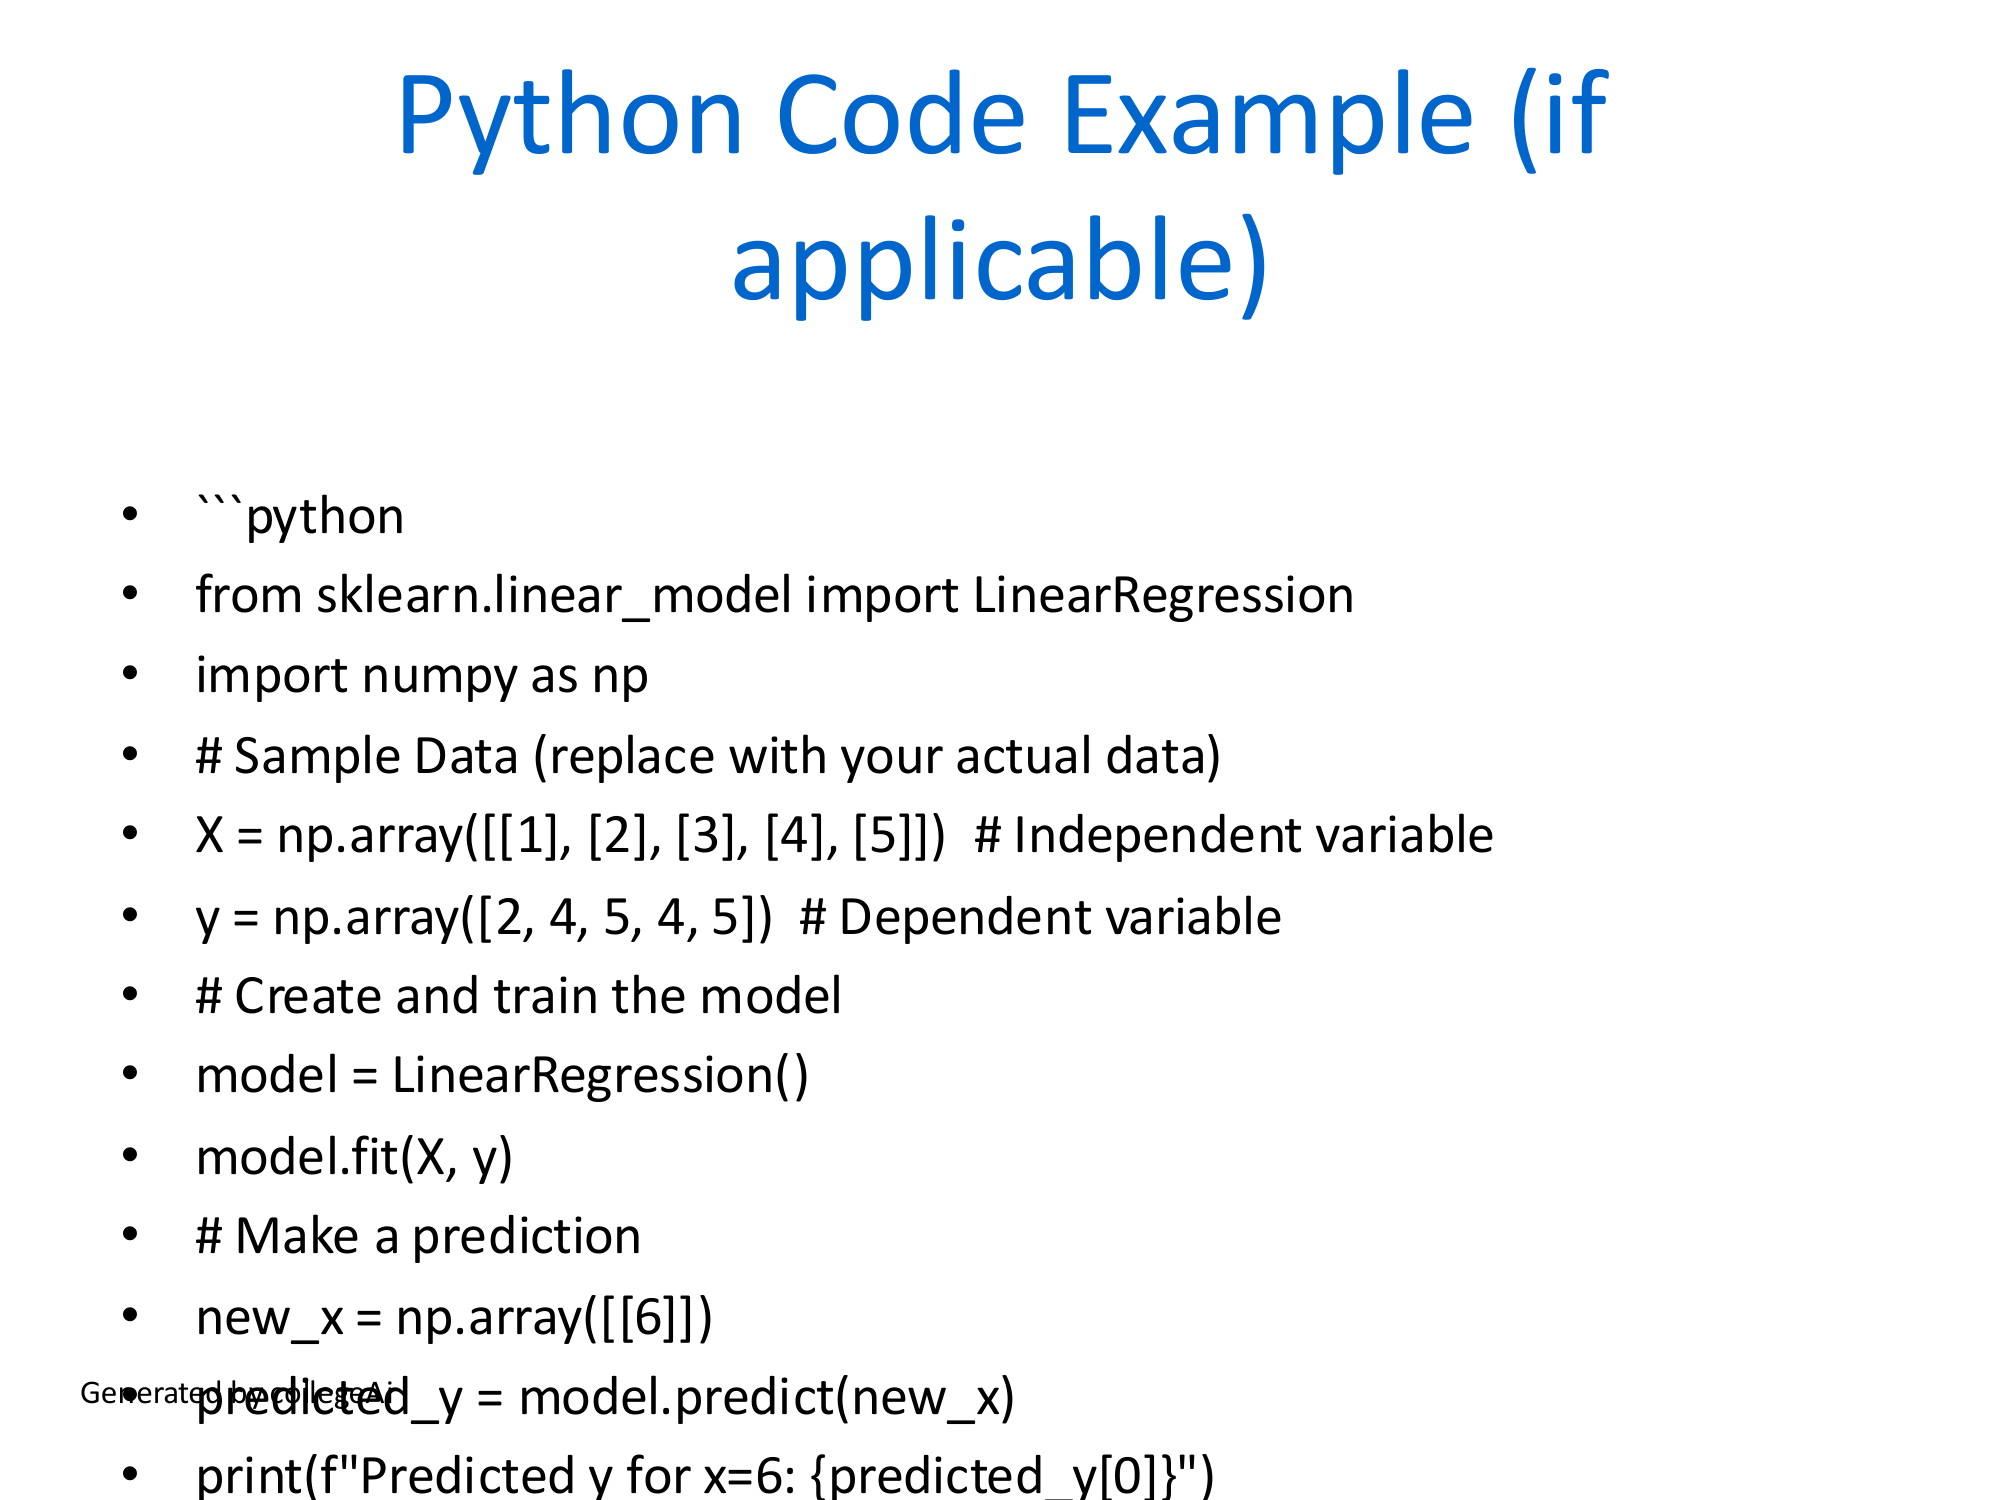 Python Code Example (if
applicable)
• ```python
• from sklearn.linear_model import LinearRegression
• import numpy as np
• # Sample Data (replace with your actual data)
• X = np.array([[1], [2], [3], [4], [5]])  # Independent variable
• y = np.array([2, 4, 5, 4, 5])  # Dependent variable
• # Create and train the model
• model = LinearRegression()
• model.fit(X, y)
• # Make a prediction
• new_x = np.array([[6]])
• predicted_y = model.predict(new_x)
Generated by collegeAi
• print(f"Predicted y for x=6: {predicted_y[0]}")